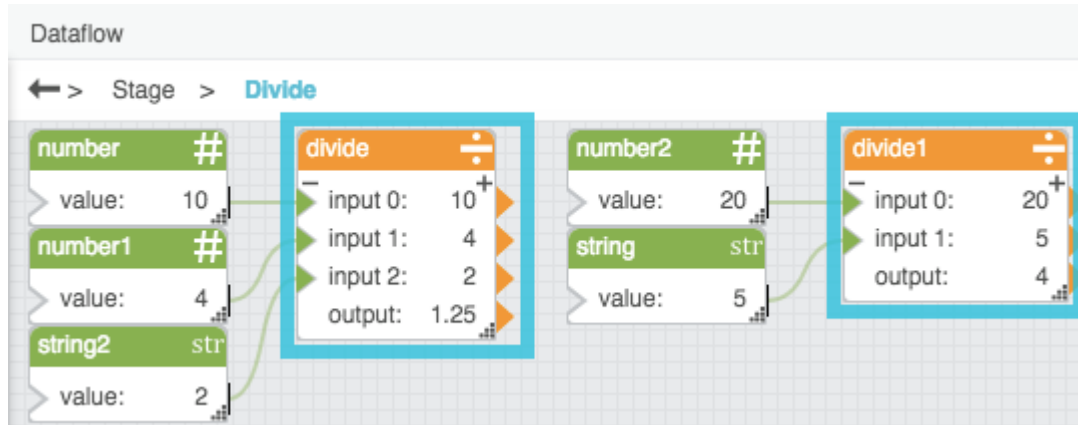 Dataflow
← > Stage > Divide
number #
value: 10
number1 #
value: 4
string2 str
value: 2
divide ÷
− +
input 0: 10
input 1: 4
input 2: 2
output: 1.25
number2 #
value: 20
string str
value: 5
divide1 ÷
− +
input 0: 20
input 1: 5
output: 4